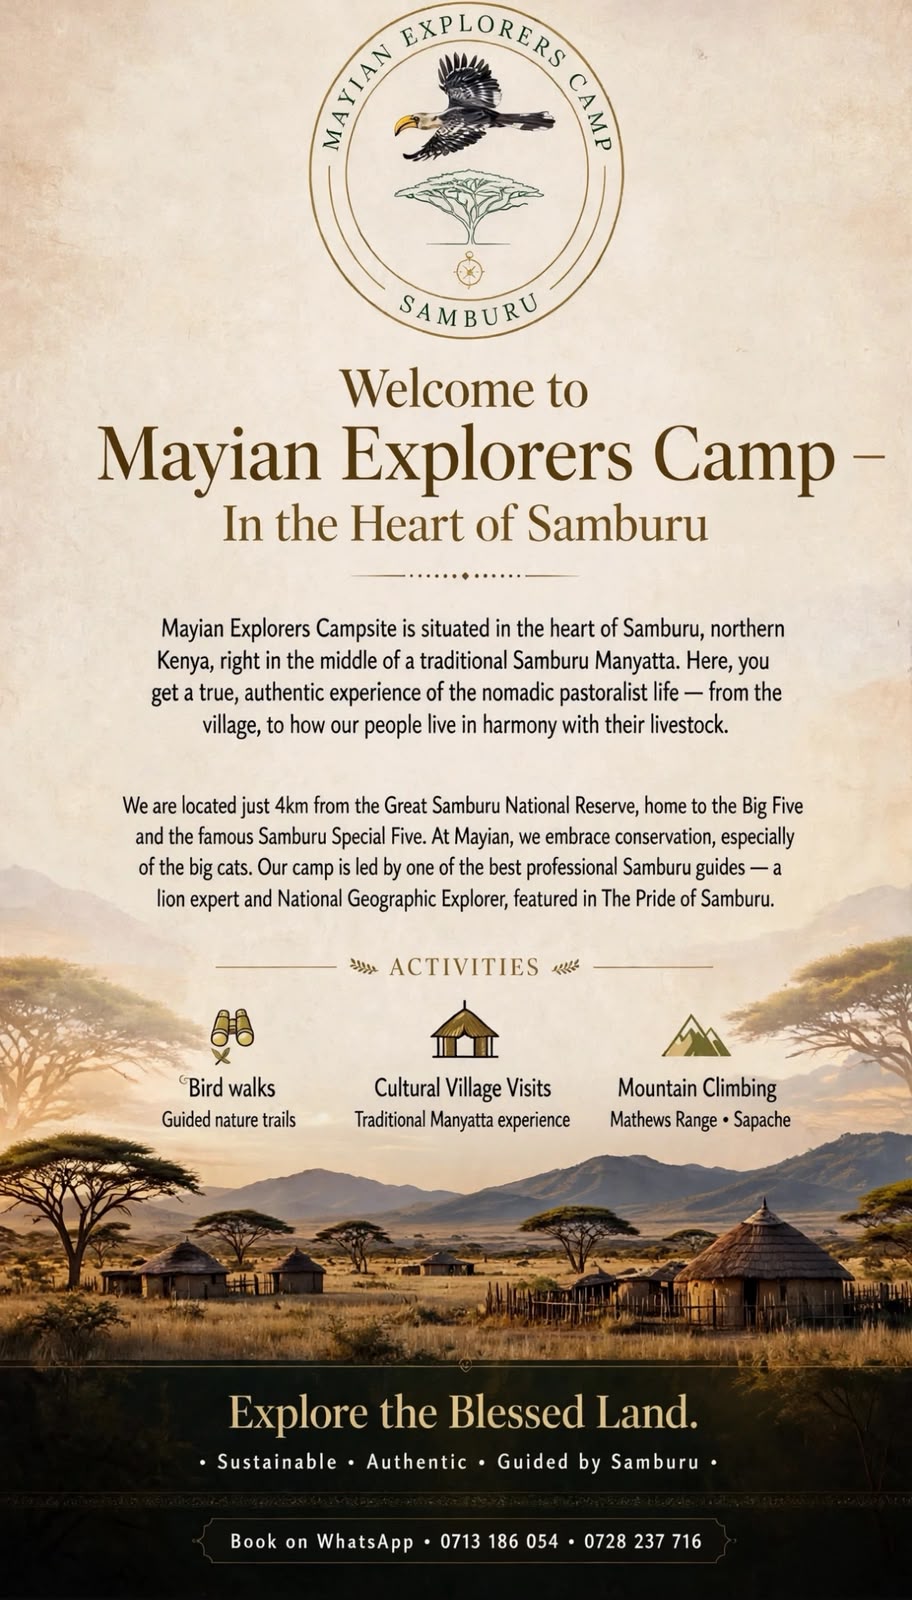 MAYIAN EXPLORERS CAMP
SAMBURU
Welcome to
Mayian Explorers Camp –
In the Heart of Samburu
Mayian Explorers Campsite is situated in the heart of Samburu, northern
Kenya, right in the middle of a traditional Samburu Manyatta. Here, you
get a true, authentic experience of the nomadic pastoralist life — from the
village, to how our people live in harmony with their livestock.
We are located just 4km from the Great Samburu National Reserve, home to the Big Five
and the famous Samburu Special Five. At Mayian, we embrace conservation, especially
of the big cats. Our camp is led by one of the best professional Samburu guides — a
lion expert and National Geographic Explorer, featured in The Pride of Samburu.
ACTIVITIES
Bird walks
Guided nature trails
Cultural Village Visits
Traditional Manyatta experience
Mountain Climbing
Mathews Range • Sapache
Explore the Blessed Land.
• Sustainable • Authentic • Guided by Samburu •
Book on WhatsApp • 0713 186 054 • 0728 237 716